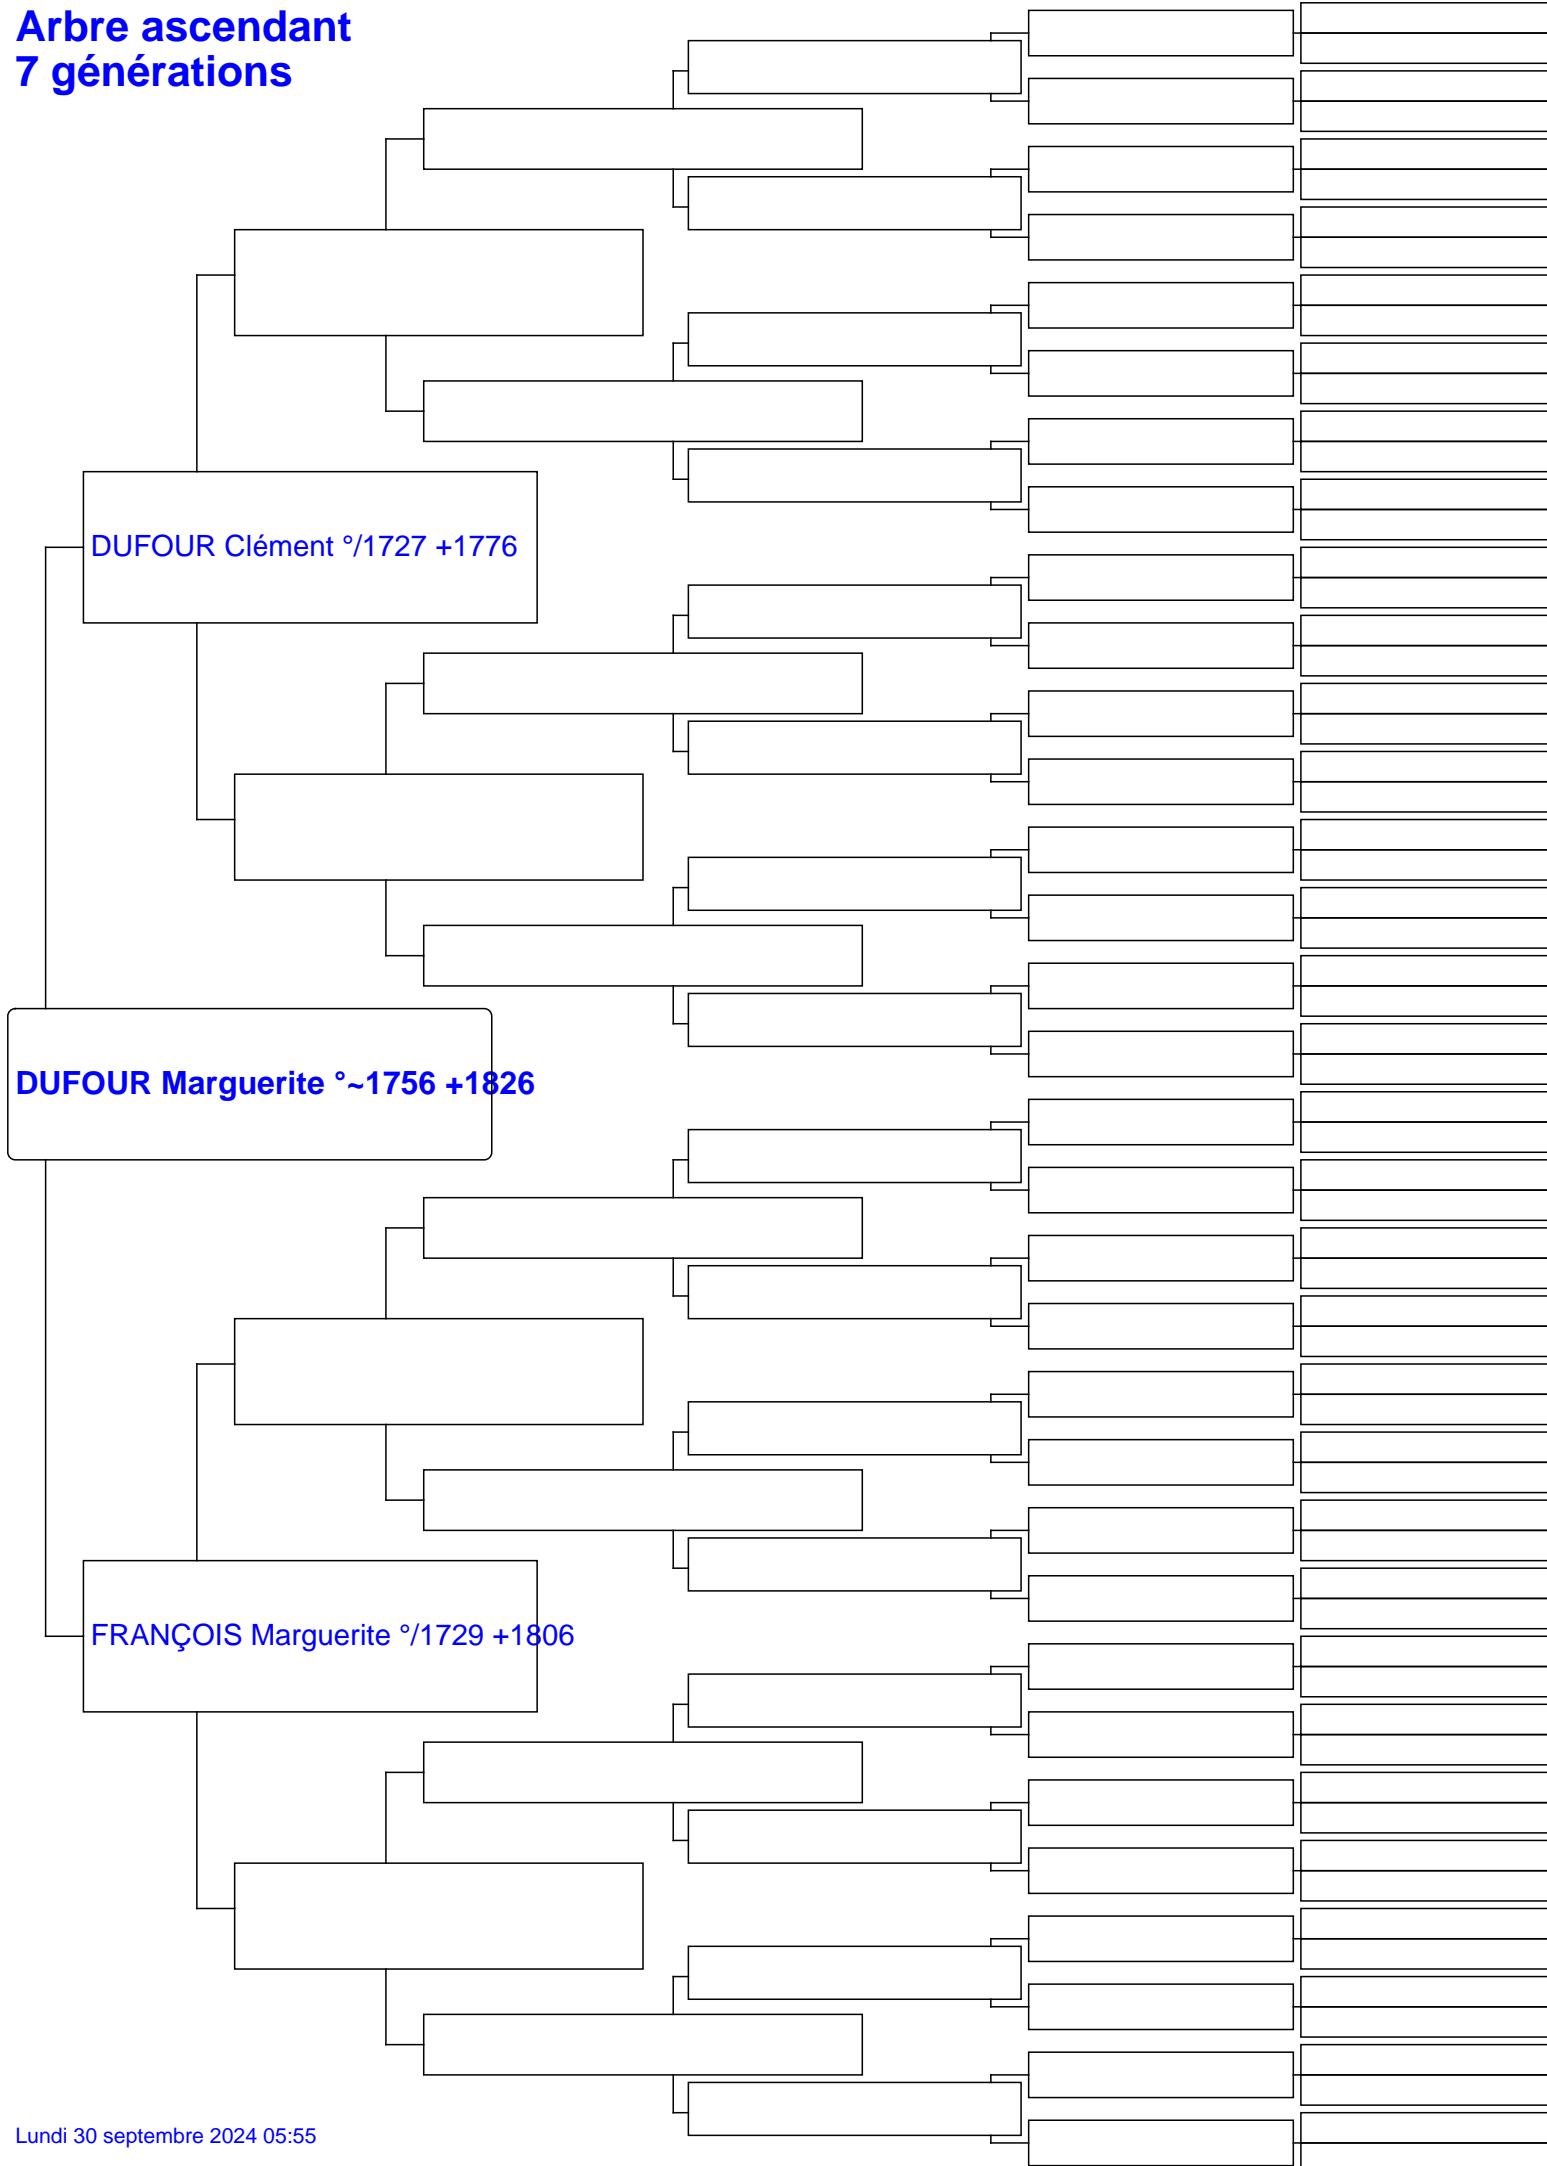 Arbre ascendant
7 générations
DUFOUR Clément °/1727 +1776
DUFOUR Marguerite °~1756 +1826
FRANÇOIS Marguerite °/1729 +1806
Lundi 30 septembre 2024 05:55